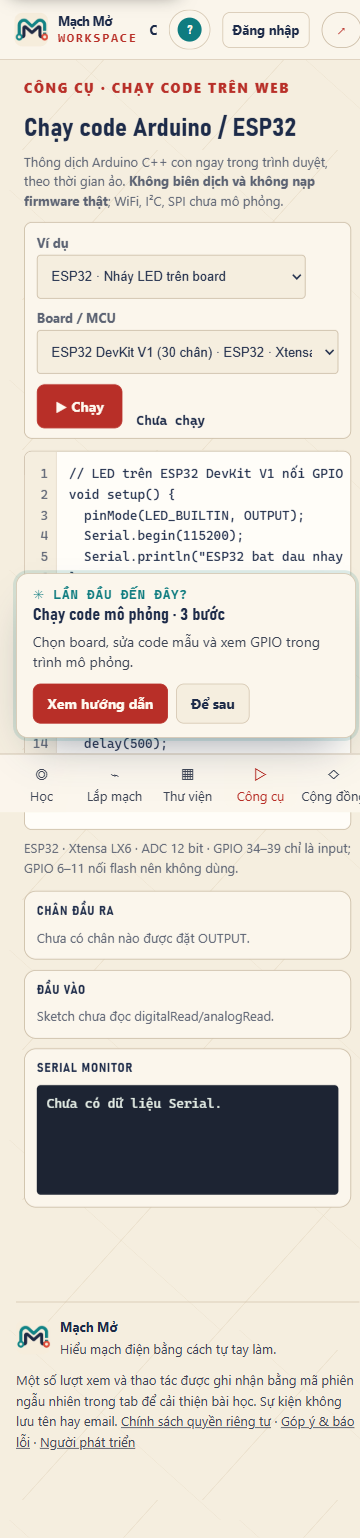 Mạch Mở
WORKSPACE
C
?
Đăng nhập
↗
CÔNG CỤ · CHẠY CODE TRÊN WEB
Chạy code Arduino / ESP32
Thông dịch Arduino C++ con ngay trong trình duyệt,
theo thời gian ảo. Không biên dịch và không nạp
firmware thật; WiFi, I²C, SPI chưa mô phỏng.
Ví dụ
ESP32 · Nháy LED trên board
Board / MCU
ESP32 DevKit V1 (30 chân) · ESP32 · Xtensa
▶ Chạy
Chưa chạy
1 // LED trên ESP32 DevKit V1 nối GPIO
2 void setup() {
3 pinMode(LED_BUILTIN, OUTPUT);
4 Serial.begin(115200);
5 Serial.println("ESP32 bat dau nhay
✳ LẦN ĐẦU ĐẾN ĐÂY?
Chạy code mô phỏng · 3 bước
Chọn board, sửa code mẫu và xem GPIO trong
trình mô phỏng.
Xem hướng dẫn
Để sau
14 delay(500);
Học
Lắp mạch
Thư viện
Công cụ
Cộng đồng
ESP32 · Xtensa LX6 · ADC 12 bit · GPIO 34–39 chỉ là input;
GPIO 6–11 nối flash nên không dùng.
CHÂN ĐẦU RA
Chưa có chân nào được đặt OUTPUT.
ĐẦU VÀO
Sketch chưa đọc digitalRead/analogRead.
SERIAL MONITOR
Chưa có dữ liệu Serial.
Mạch Mở
Hiểu mạch điện bằng cách tự tay làm.
Một số lượt xem và thao tác được ghi nhận bằng mã phiên
ngẫu nhiên trong tab để cải thiện bài học. Sự kiện không
lưu tên hay email. Chính sách quyền riêng tư · Góp ý & báo
lỗi · Người phát triển